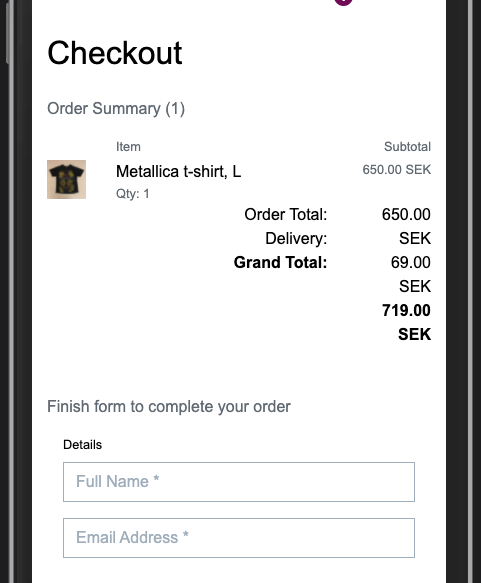 Checkout
Order Summary (1)
Item Subtotal
Metallica t-shirt, L 650.00 SEK
Qty: 1
Order Total: 650.00
Delivery: SEK
Grand Total: 69.00
SEK
719.00
SEK
Finish form to complete your order
Details
Full Name *
Email Address *